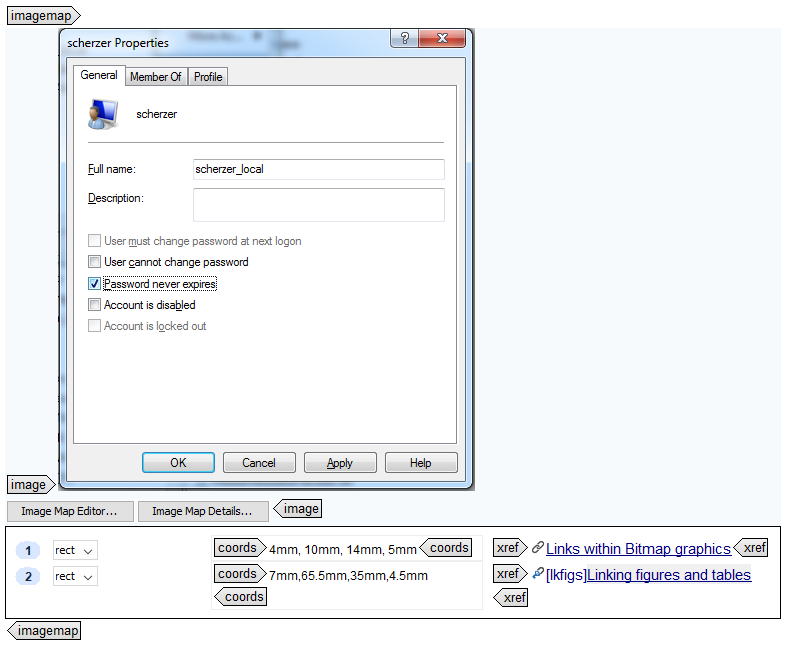 imagemap
scherzer Properties
?
General Member Of Profile
scherzer
Full name: scherzer_local
Description:
User must change password at next logon
User cannot change password
Password never expires
Account is disabled
Account is locked out
OK Cancel Apply Help
image
Image Map Editor... Image Map Details... image
1 rect coords 4mm, 10mm, 14mm, 5mm coords xref Links within Bitmap graphics xref
2 rect coords 7mm,65.5mm,35mm,4.5mm xref [lkfigs]Linking figures and tables
coords xref
imagemap